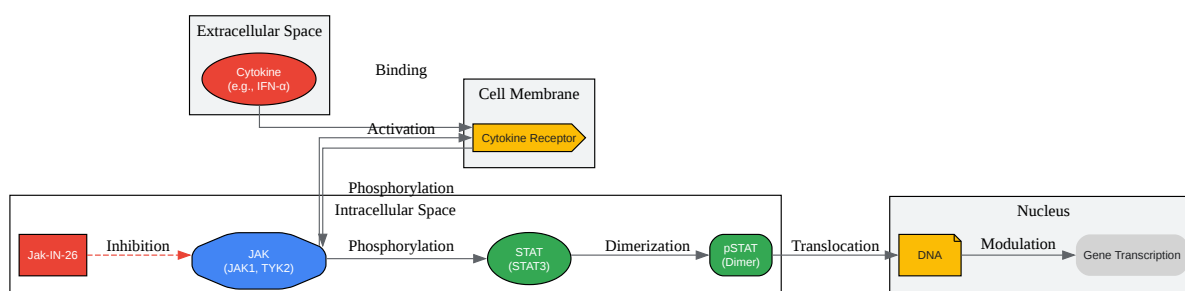 Extracellular Space
Cytokine
(e.g., IFN-α)
Binding
Cell Membrane
Activation
Cytokine Receptor
Phosphorylation
Intracellular Space
Nucleus
Jak-IN-26
Inhibition
JAK
(JAK1, TYK2)
Phosphorylation
STAT
(STAT3)
Dimerization
pSTAT
(Dimer)
Translocation
DNA
Modulation
Gene Transcription